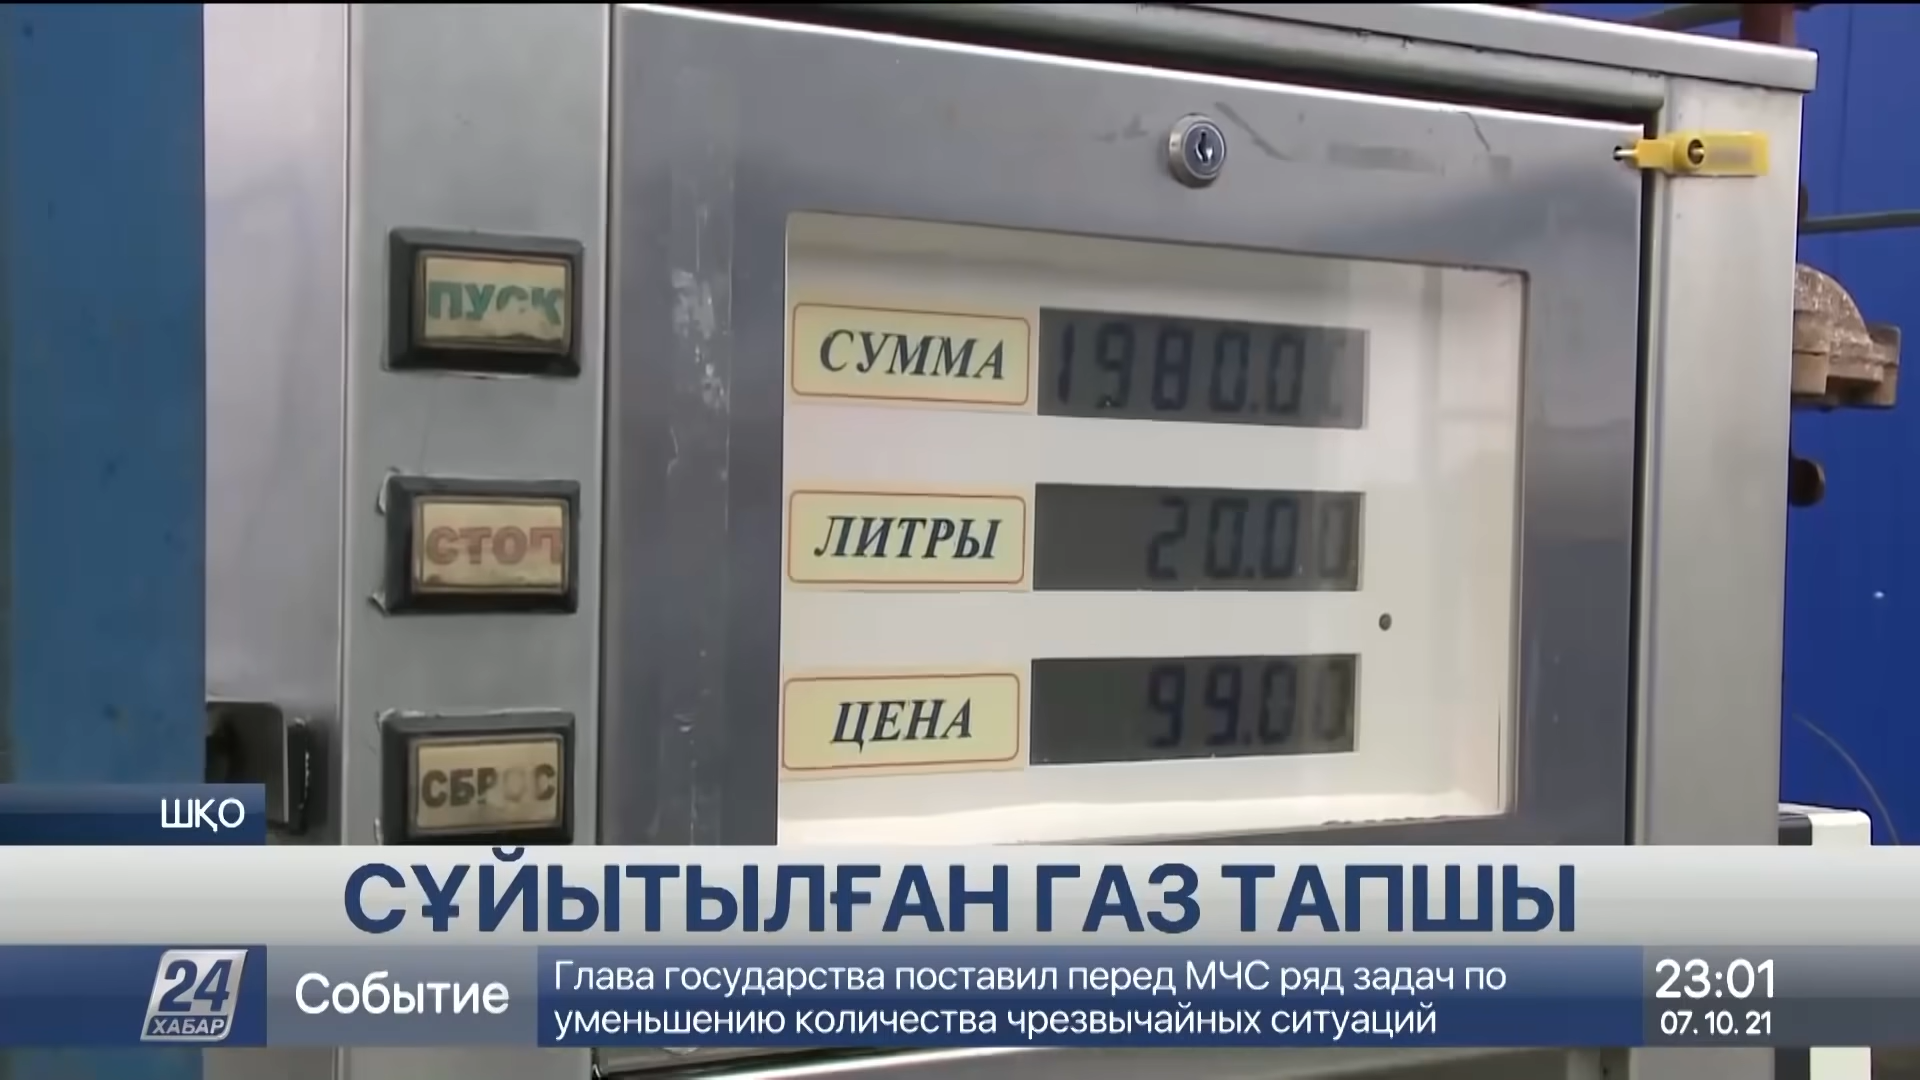 ПУСК
СТОП
СБРОС
СУММА 1980.00
ЛИТРЫ 20.00
ЦЕНА 99.00
ШҚО
СҰЙЫТЫЛҒАН ГАЗ ТАПШЫ
24 ХАБАР
Событие
Глава государства поставил перед МЧС ряд задач по
уменьшению количества чрезвычайных ситуаций
23:01
07.10.21